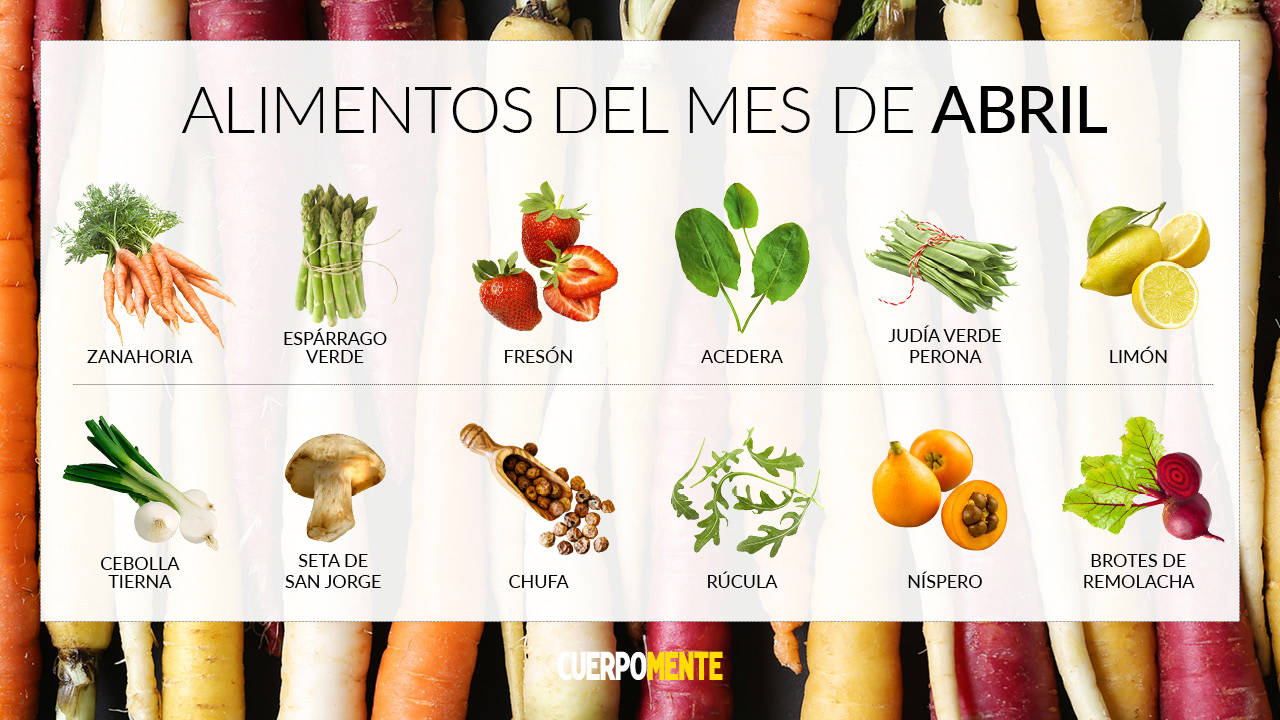 ALIMENTOS DEL MES DE ABRIL
ZANAHORIA
ESPÁRRAGO
VERDE
FRESÓN
ACEDERA
JUDÍA VERDE
PERONA
LIMÓN
CEBOLLA
TIERNA
SETA DE
SAN JORGE
CHUFA
RÚCULA
NÍSPERO
BROTES DE
REMOLACHA
CUERPOMENTE